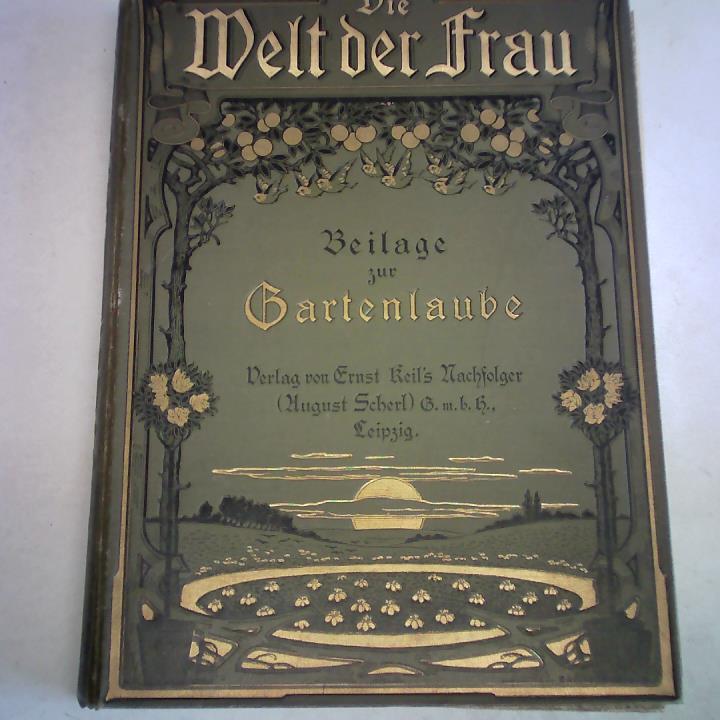 Die
Welt der Frau
Beilage
zur
Gartenlaube
Verlag von Ernst Keil's Nachfolger
(August Scherl) G. m. b. H.,
Leipzig.